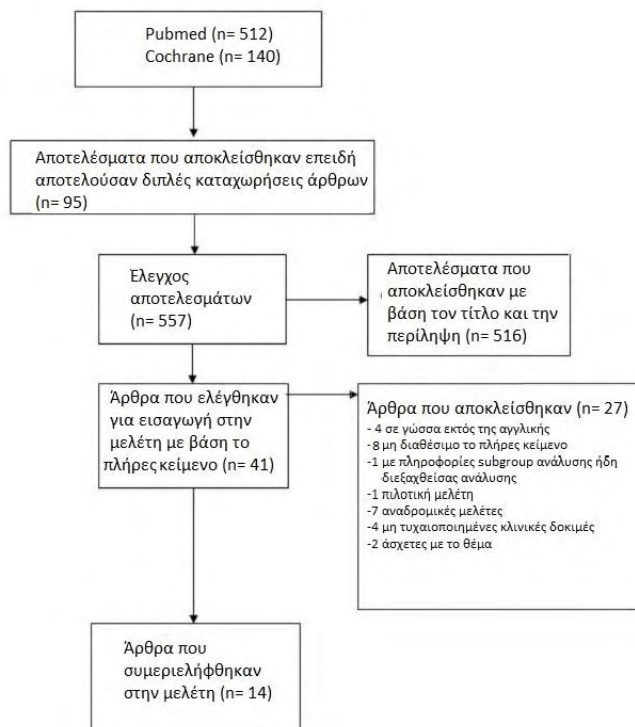 Pubmed (n= 512)
Cochrane (n= 140)
Αποτελέσματα που αποκλείσθηκαν επειδή
αποτελούσαν διπλές καταχωρήσεις άρθρων
(n= 95)
Έλεγχος
αποτελεσμάτων
(n= 557)
Αποτελέσματα που
αποκλείσθηκαν με
βάση τον τίτλο και την
περίληψη (n= 516)
Άρθρα που ελέγθηκαν
για εισαγωγή στην
μελέτη με βάση το
πλήρες κείμενο (n= 41)
Άρθρα που αποκλείσθηκαν (n= 27)
- 4 σε γώσσα εκτός της αγγλικής
-8 μη διαθέσιμο το πλήρες κείμενο
-1 με πληροφορίες subgroup ανάλυσης ήδη
διεξαχθείσας ανάλυσης
-1 πιλοτική μελέτη
-7 αναδρομικές μελέτες
-4 μη τυχαιοποιημένες κλινικές δοκιμές
-2 άσχετες με το θέμα
Άρθρα που
συμεριελήφθηκαν
στην μελέτη (n= 14)